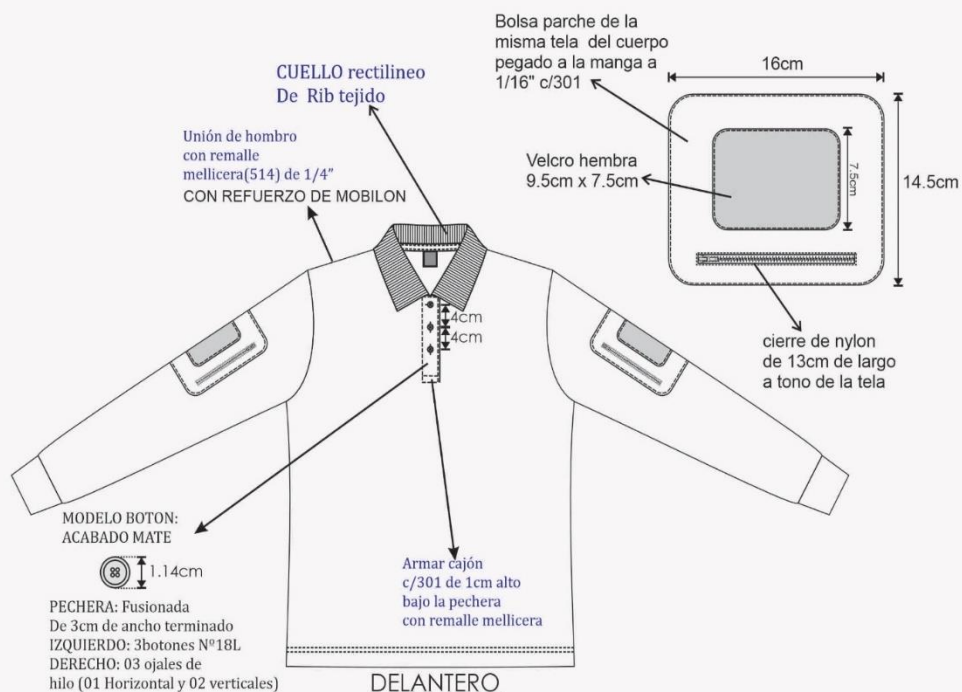 Bolsa parche de la
misma tela del cuerpo
pegado a la manga a
1/16" c/301
16cm
CUELLO rectilineo
De Rib tejido
Unión de hombro
con remalle
mellicera(514) de 1/4"
CON REFUERZO DE MOBILON
Velcro hembra
9.5cm x 7.5cm
7.5cm
14.5cm
4cm
4cm
cierre de nylon
de 13cm de largo
a tono de la tela
MODELO BOTON:
ACABADO MATE
1.14cm
PECHERA: Fusionada
De 3cm de ancho terminado
IZQUIERDO: 3botones Nº18L
DERECHO: 03 ojales de
hilo (01 Horizontal y 02 verticales)
Armar cajón
c/301 de 1cm alto
bajo la pechera
con remalle mellicera
DELANTERO